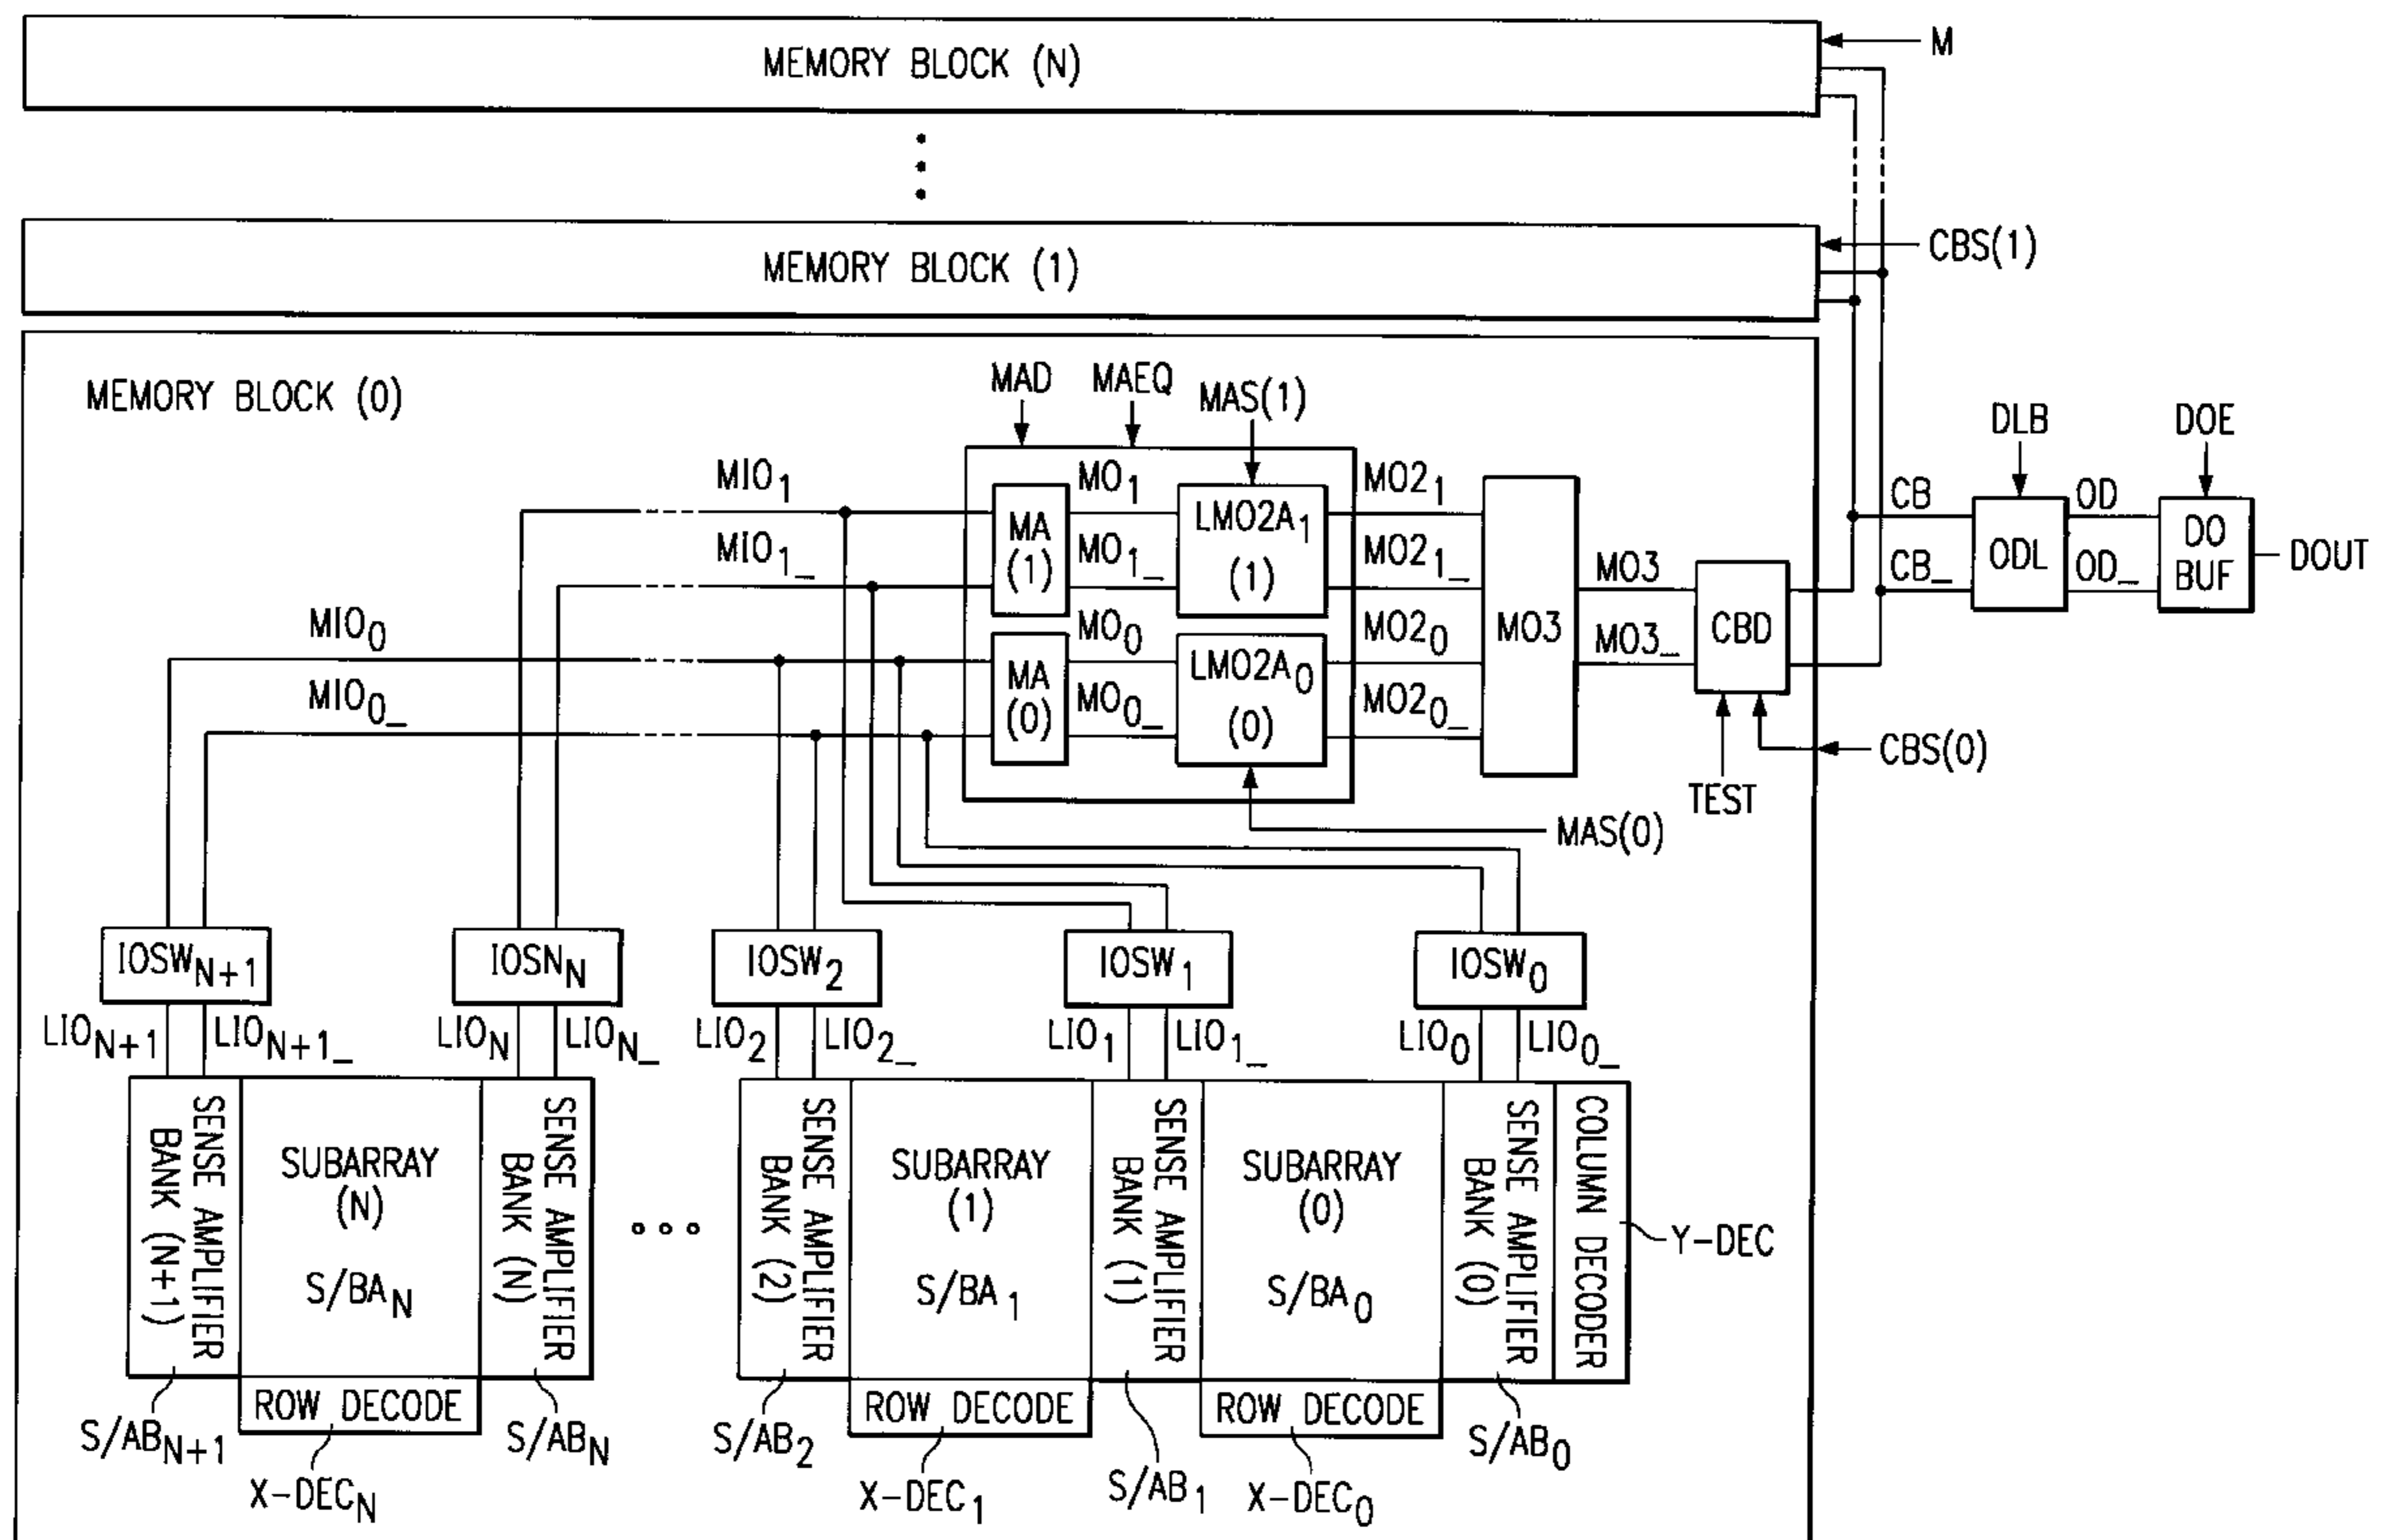 MEMORY BLOCK (N)
M
MEMORY BLOCK (1)
CBS(1)
MEMORY BLOCK (0)
MAD
MAEQ
MAS(1)
DLB
DOE
MIO1
MIO1_
MIO0
MIO0_
MA
(1)
MA
(0)
MO1
MO1_
MO0
MO0_
LMO2A1
(1)
LMO2A0
(0)
MO21
MO21_
MO20
MO20_
MO3
MO3
MO3_
CBD
CB
CB_
ODL
OD
OD_
DO
BUF
DOUT
TEST
CBS(0)
MAS(0)
IOSWN+1
IOSNN
IOSW2
IOSW1
IOSW0
LION+1
LION+1_
LION
LION_
LIO2
LIO2_
LIO1
LIO1_
LIO0
LIO0_
SENSE AMPLIFIER
BANK (N+1)
SUBARRAY
(N)
S/BAN
SENSE AMPLIFIER
BANK (N)
SENSE AMPLIFIER
BANK (2)
SUBARRAY
(1)
S/BA1
SENSE AMPLIFIER
BANK (1)
SUBARRAY
(0)
S/BA0
SENSE AMPLIFIER
BANK (0)
COLUMN DECODER
Y-DEC
ROW DECODE
ROW DECODE
ROW DECODE
S/ABN+1
X-DECN
S/ABN
S/AB2
X-DEC1
S/AB1
X-DEC0
S/AB0